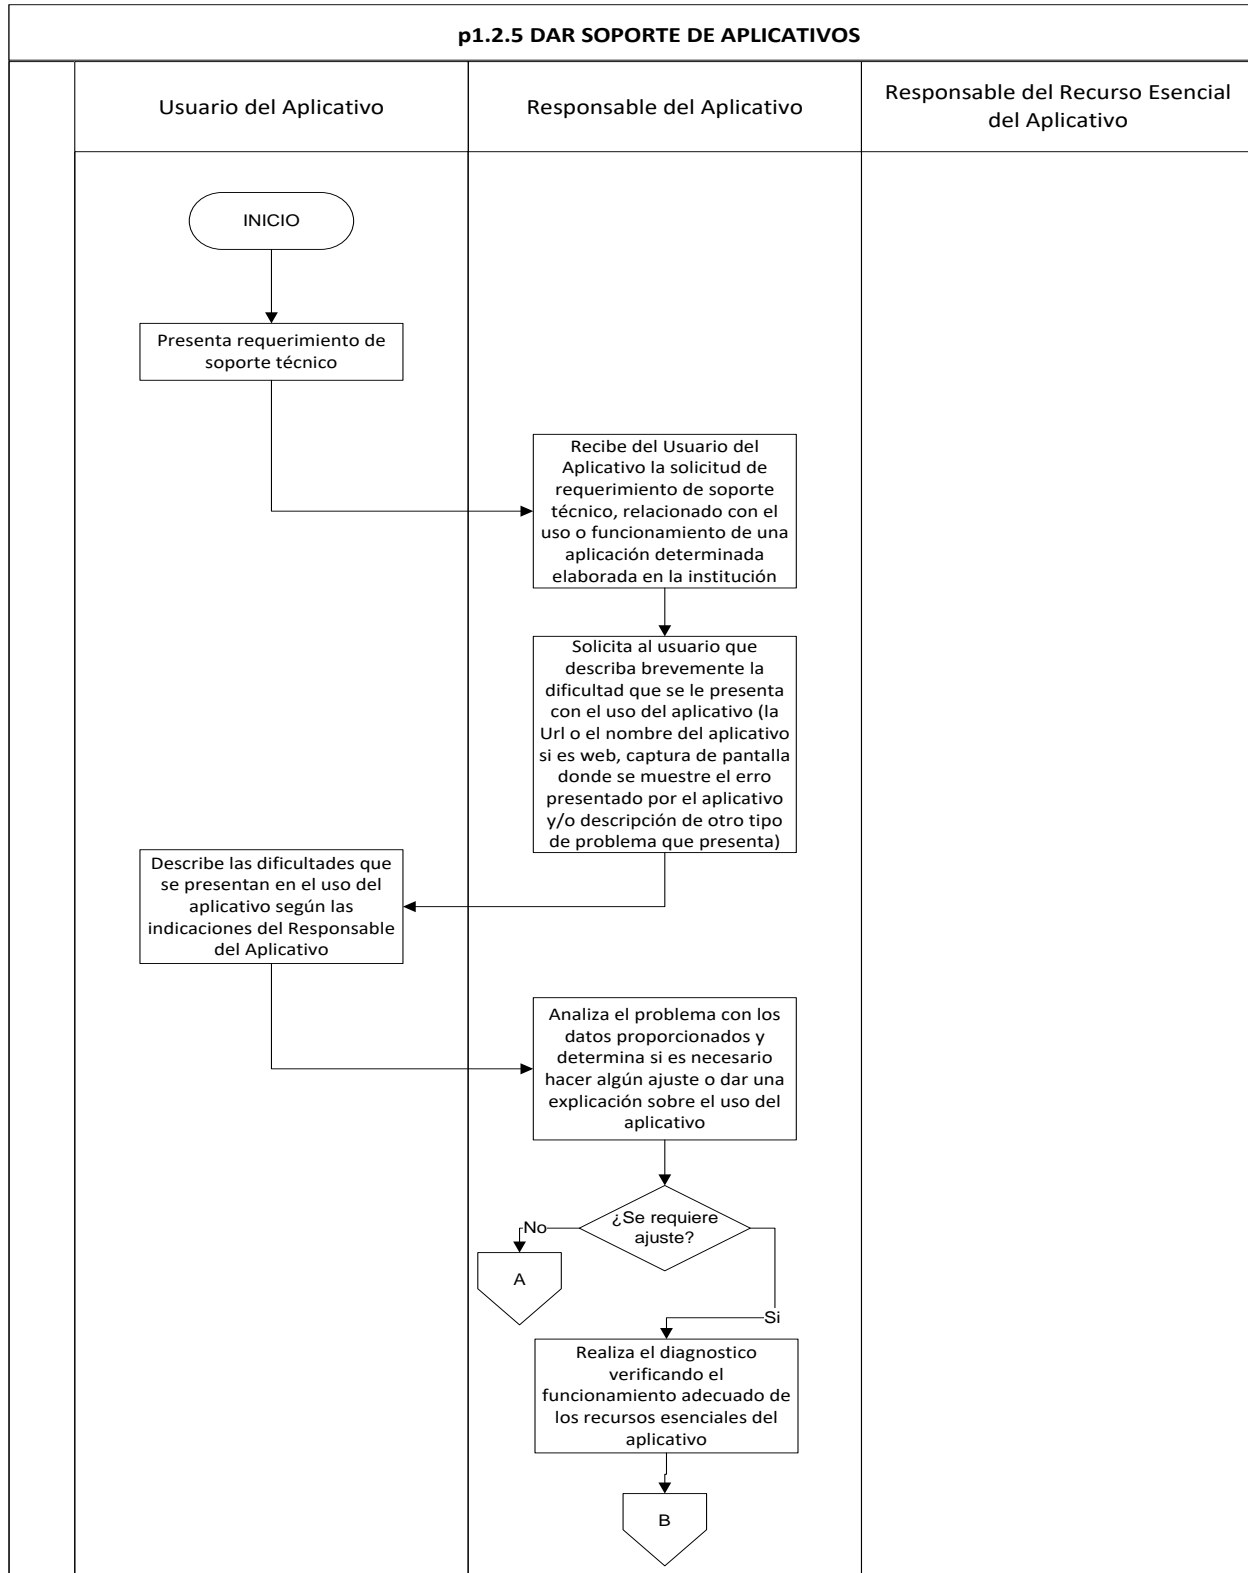 p1.2.5 DAR SOPORTE DE APLICATIVOS
Usuario del Aplicativo
Responsable del Aplicativo
Responsable del Recurso Esencial
del Aplicativo
INICIO
Presenta requerimiento de
soporte técnico
Recibe del Usuario del
Aplicativo la solicitud de
requerimiento de soporte
técnico, relacionado con el
uso o funcionamiento de una
aplicación determinada
elaborada en la institución
Solicita al usuario que
describa brevemente la
dificultad que se le presenta
con el uso del aplicativo (la
Url o el nombre del aplicativo
si es web, captura de pantalla
donde se muestre el erro
presentado por el aplicativo
y/o descripción de otro tipo
de problema que presenta)
Describe las dificultades que
se presentan en el uso del
aplicativo según las
indicaciones del Responsable
del Aplicativo
Analiza el problema con los
datos proporcionados y
determina si es necesario
hacer algún ajuste o dar una
explicación sobre el uso del
aplicativo
¿Se requiere
ajuste?
No
A
Si
Realiza el diagnostico
verificando el
funcionamiento adecuado de
los recursos esenciales del
aplicativo
B